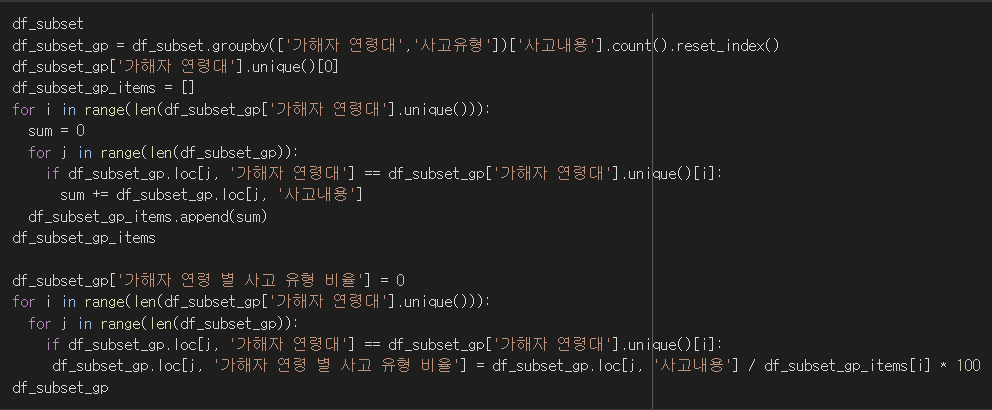 df_subset
df_subset_gp = df_subset.groupby(['가해자 연령대','사고유형'])['사고내용'].count().reset_index()
df_subset_gp['가해자 연령대'].unique()[0]
df_subset_gp_items = []
for i in range(len(df_subset_gp['가해자 연령대'].unique())):
  sum = 0
  for j in range(len(df_subset_gp)):
    if df_subset_gp.loc[j, '가해자 연령대'] == df_subset_gp['가해자 연령대'].unique()[i]:
      sum += df_subset_gp.loc[j, '사고내용']
  df_subset_gp_items.append(sum)
df_subset_gp_items

df_subset_gp['가해자 연령 별 사고 유형 비율'] = 0
for i in range(len(df_subset_gp['가해자 연령대'].unique())):
  for j in range(len(df_subset_gp)):
    if df_subset_gp.loc[j, '가해자 연령대'] == df_subset_gp['가해자 연령대'].unique()[i]:
     df_subset_gp.loc[j, '가해자 연령 별 사고 유형 비율'] = df_subset_gp.loc[j, '사고내용'] / df_subset_gp_items[i] * 100
df_subset_gp